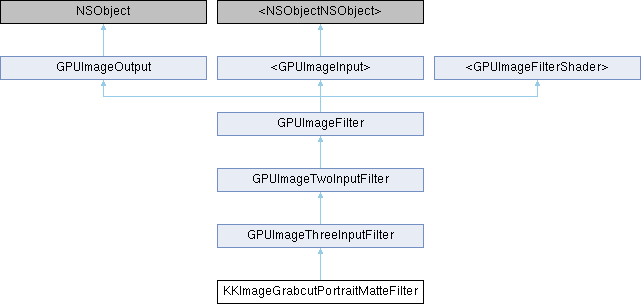 NSObject
<NSObjectNSObject>
GPUImageOutput
<GPUImageInput>
<GPUImageFilterShader>
GPUImageFilter
GPUImageTwoInputFilter
GPUImageThreeInputFilter
KKImageGrabcutPortraitMatteFilter